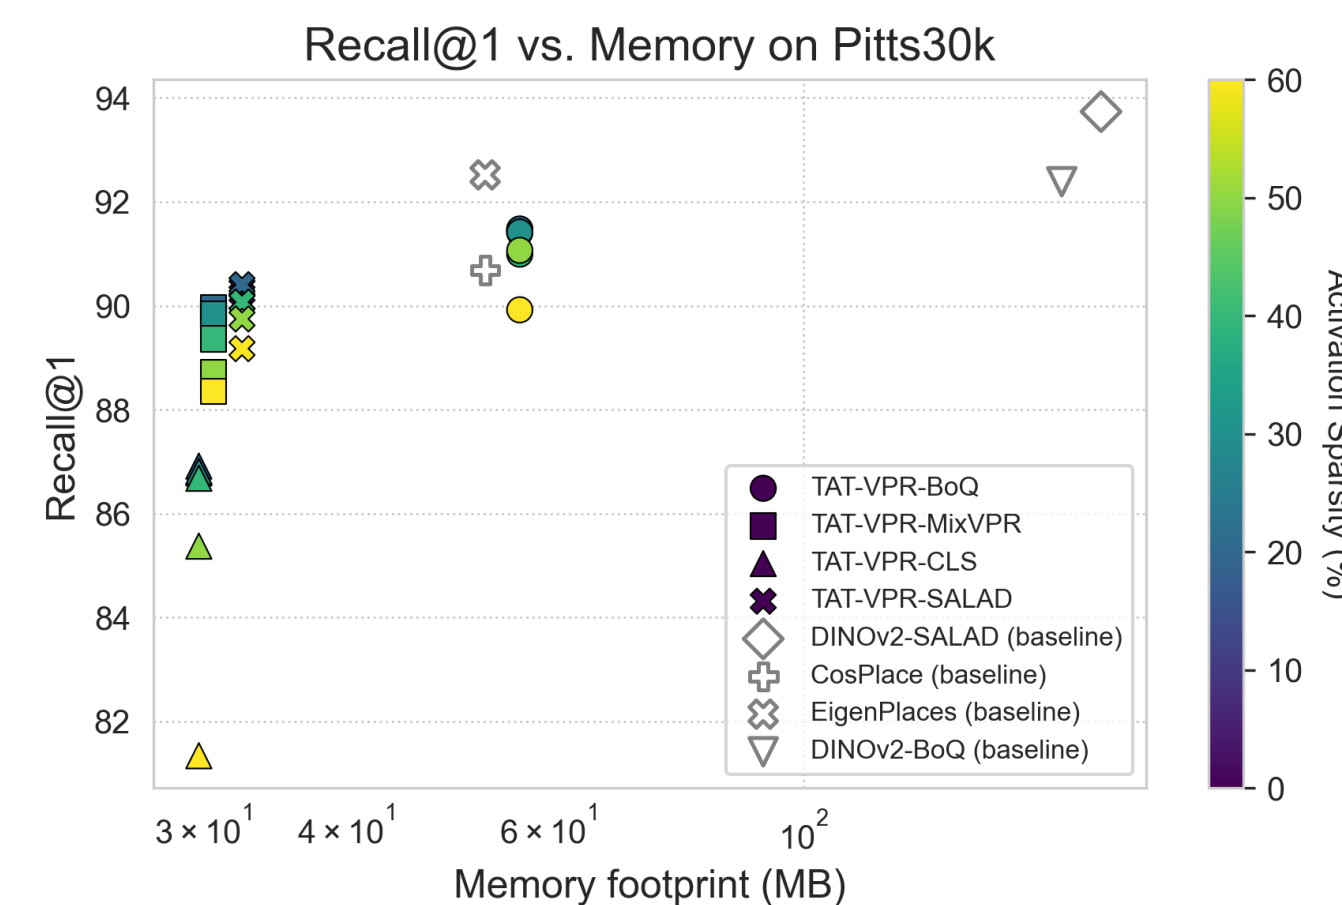 Recall@1 vs. Memory on Pitts30k
94
92
90
88
86
84
82
Recall@1
TAT-VPR-BoQ
TAT-VPR-MixVPR
TAT-VPR-CLS
TAT-VPR-SALAD
DINOv2-SALAD (baseline)
CosPlace (baseline)
EigenPlaces (baseline)
DINOv2-BoQ (baseline)
3 × 10¹
4 × 10¹
6 × 10¹
10²
Memory footprint (MB)
60
50
40
30
20
10
0
Activation Sparsity (%)